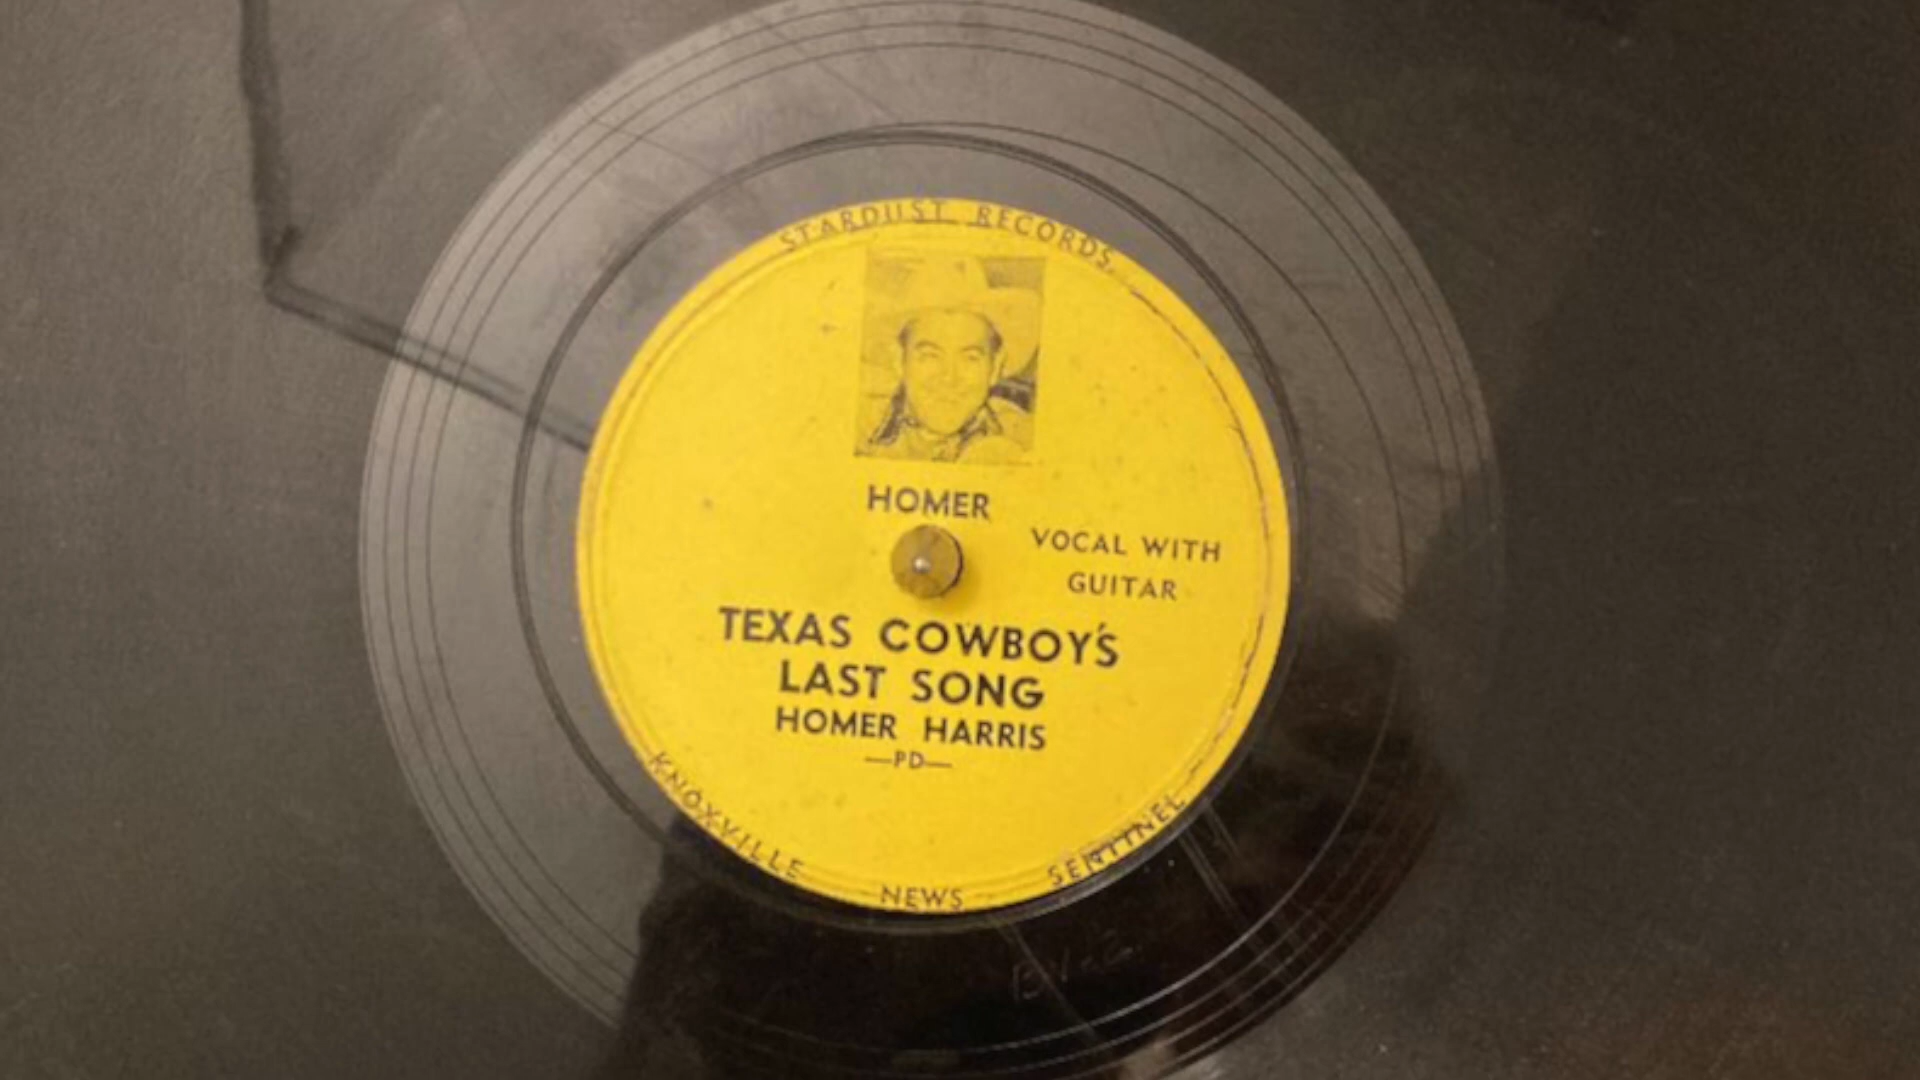 STARDUST RECORDS
HOMER
VOCAL WITH
GUITAR
TEXAS COWBOY'S
LAST SONG
HOMER HARRIS
—PD—
KNOXVILLE NEWS SENTINEL